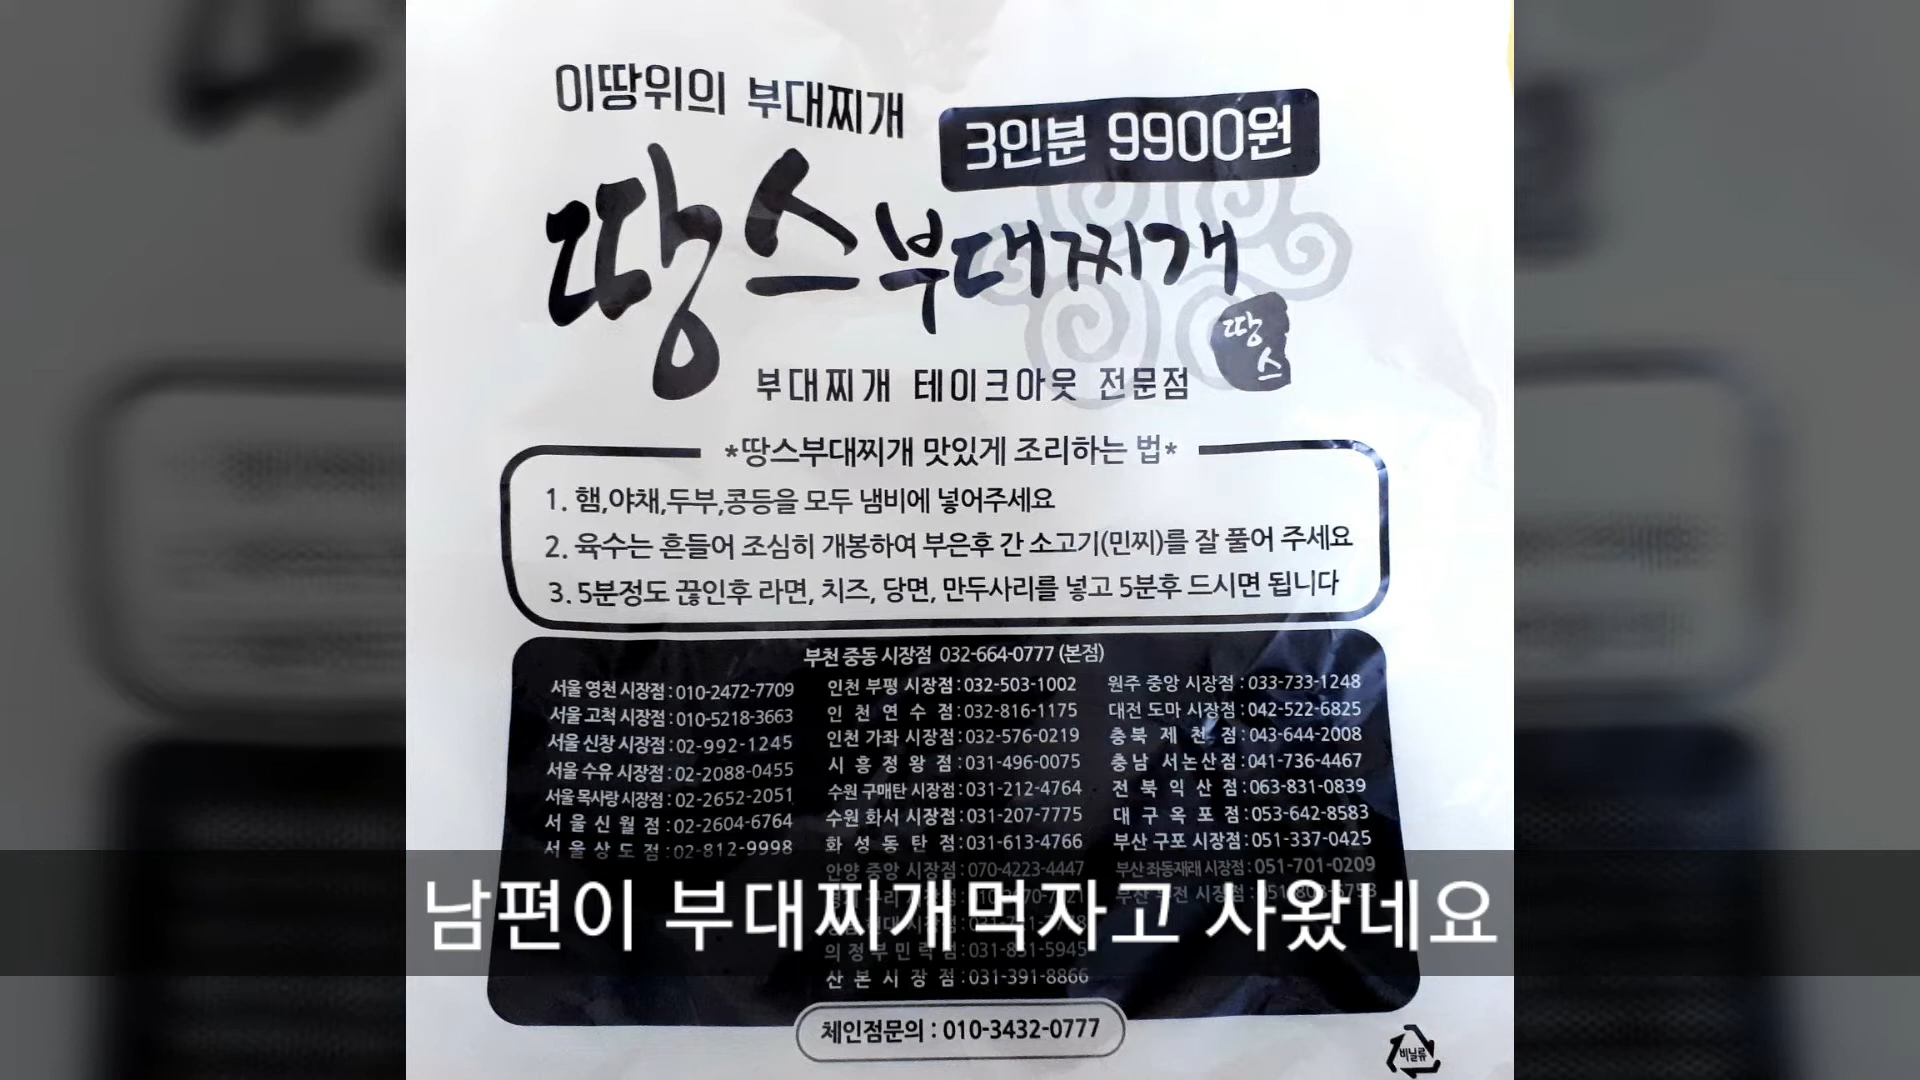 이땅위의 부대찌개
3인분 9900원
땅스부대찌개
땅스
부대찌개 테이크아웃 전문점
*땅스부대찌개 맛있게 조리하는 법*
1. 햄,야채,두부,콩등을 모두 냄비에 넣어주세요
2. 육수는 흔들어 조심히 개봉하여 부은후 간 소고기(민찌)를 잘 풀어 주세요
3. 5분정도 끊인후 라면, 치즈, 당면, 만두사리를 넣고 5분후 드시면 됩니다
부천 중동 시장점 032-664-0777 (본점)
서울 영천 시장점 : 010-2472-7709
서울 고척 시장점 : 010-5218-3663
서울 신창 시장점 : 02-992-1245
서울 수유 시장점 : 02-2088-0455
서울 목사랑 시장점 : 02-2652-2051
서울신월점 : 02-2604-6764
서울상도점 : 02-812-9998
인천 부평 시장점 : 032-503-1002
인천연수점 : 032-816-1175
인천 가좌 시장점 : 032-576-0219
시흥정왕점 : 031-496-0075
수원 구매탄 시장점 : 031-212-4764
수원 화서 시장점 : 031-207-7775
화성동탄점 : 031-613-4766
안양 중앙 시장점 : 070-4223-4447
의정부민락점 : 031-851-5945
산본시장점 : 031-391-8866
원주 중앙 시장점 : 033-733-1248
대전 도마 시장점 : 042-522-6825
충북제천점 : 043-644-2008
충남 서논산점 : 041-736-4467
전북익산점 : 063-831-0839
대구옥포점 : 053-642-8583
부산 구포 시장점 : 051-337-0425
부산 좌동재래 시장점 : 051-701-0209
남편이 부대찌개먹자고 사왔네요
체인점문의 : 010-3432-0777
비닐류